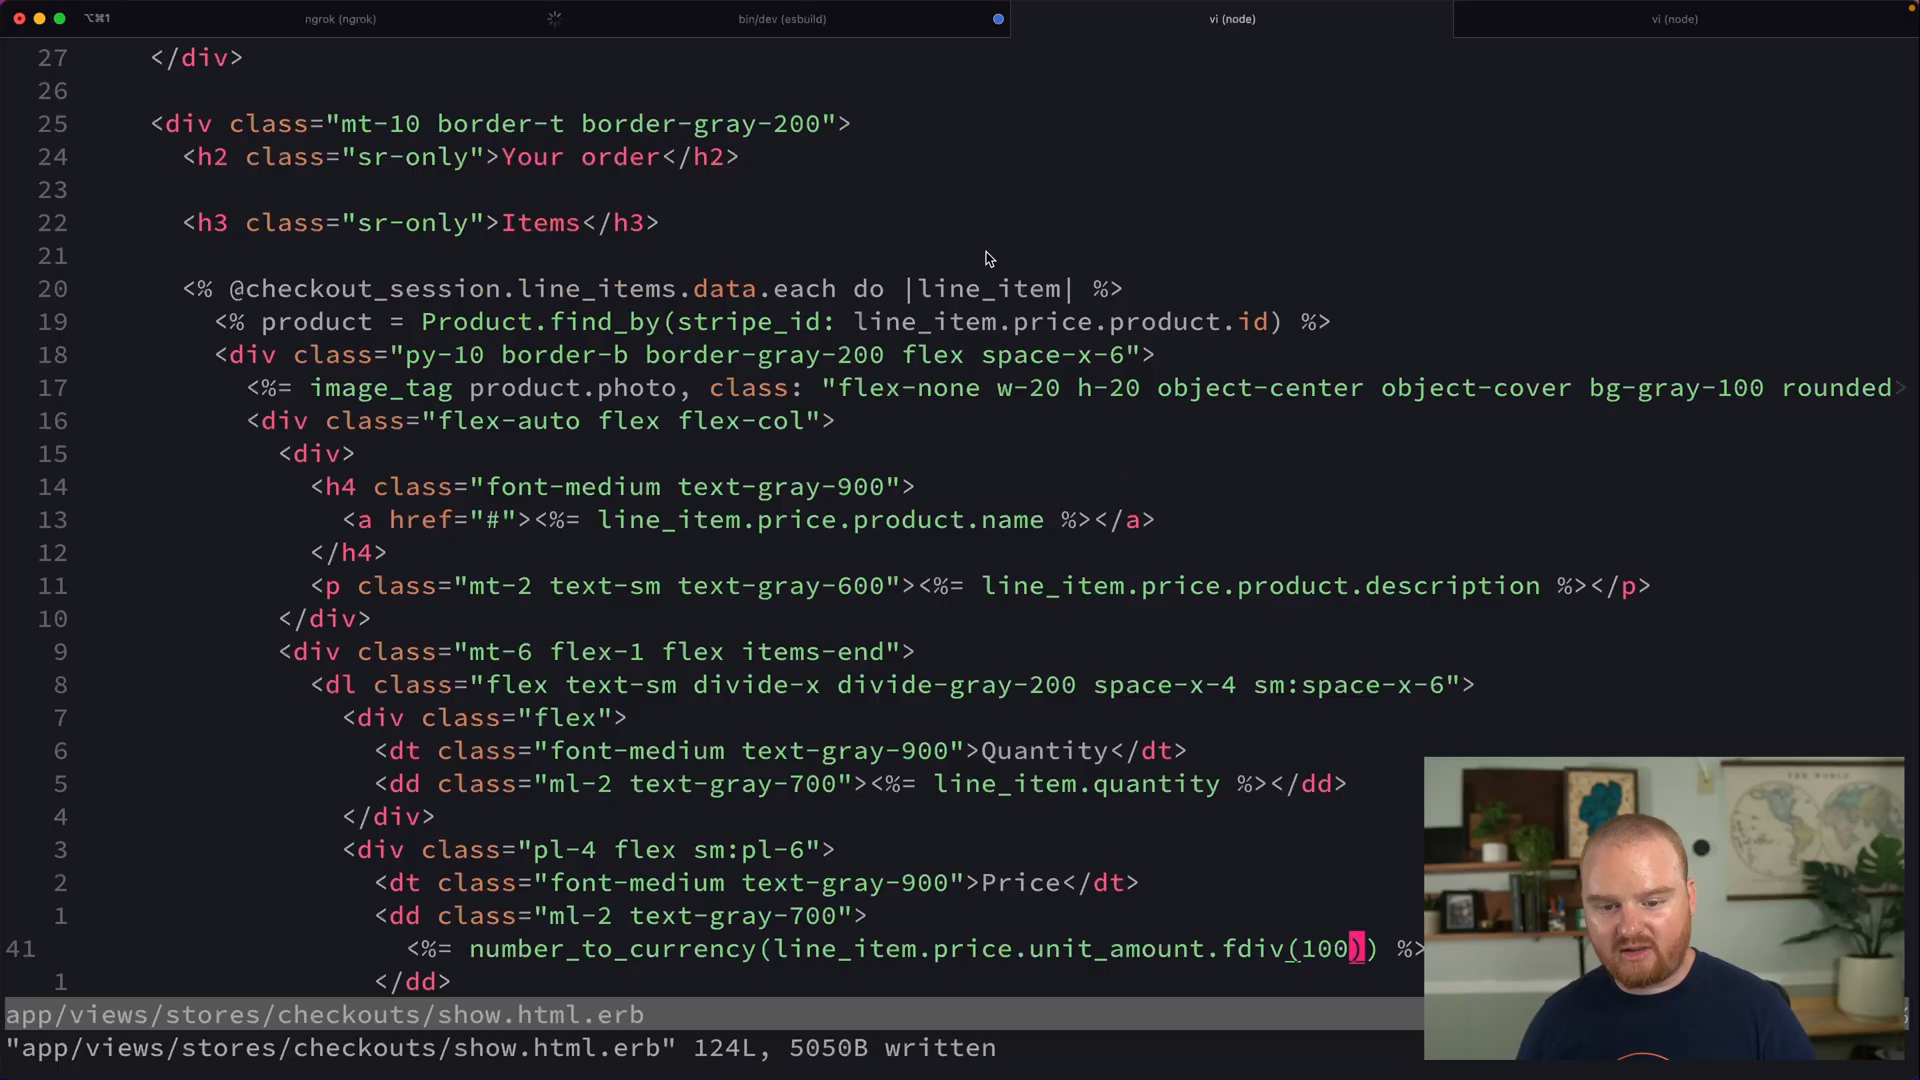 ⌥⌘1 ngrok (ngrok) bin/dev (esbuild) vi (node) vi (node)
27 </div>
26
25 <div class="mt-10 border-t border-gray-200">
24 <h2 class="sr-only">Your order</h2>
23
22 <h3 class="sr-only">Items</h3>
21
20 <% @checkout_session.line_items.data.each do |line_item| %>
19 <% product = Product.find_by(stripe_id: line_item.price.product.id) %>
18 <div class="py-10 border-b border-gray-200 flex space-x-6">
17 <%= image_tag product.photo, class: "flex-none w-20 h-20 object-center object-cover bg-gray-100 rounded>
16 <div class="flex-auto flex flex-col">
15 <div>
14 <h4 class="font-medium text-gray-900">
13 <a href="#"><%= line_item.price.product.name %></a>
12 </h4>
11 <p class="mt-2 text-sm text-gray-600"><%= line_item.price.product.description %></p>
10 </div>
9 <div class="mt-6 flex-1 flex items-end">
8 <dl class="flex text-sm divide-x divide-gray-200 space-x-4 sm:space-x-6">
7 <div class="flex">
6 <dt class="font-medium text-gray-900">Quantity</dt>
5 <dd class="ml-2 text-gray-700"><%= line_item.quantity %></dd>
4 </div>
3 <div class="pl-4 flex sm:pl-6">
2 <dt class="font-medium text-gray-900">Price</dt>
1 <dd class="ml-2 text-gray-700">
41 <%= number_to_currency(line_item.price.unit_amount.fdiv(100)) %>
1 </dd>
app/views/stores/checkouts/show.html.erb
"app/views/stores/checkouts/show.html.erb" 124L, 5050B written
THE WORLD